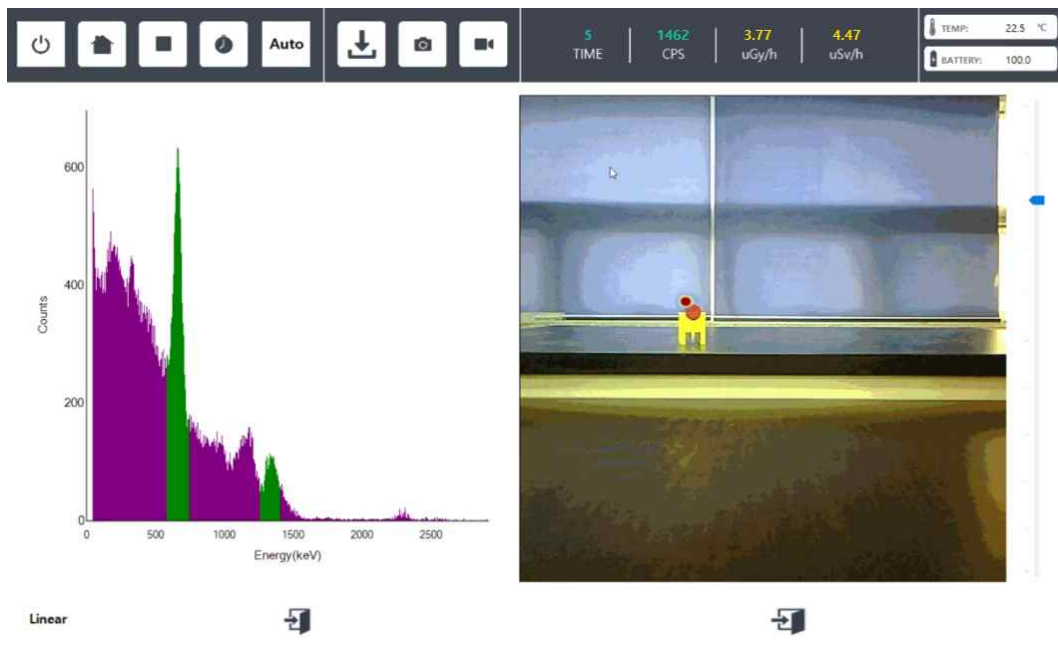 Auto
5 1462 3.77 4.47
TIME CPS uGy/h uSv/h
TEMP: 22.5 °C
BATTERY: 100.0
600
400
200
0
Counts
0 500 1000 1500 2000 2500
Energy(keV)
Linear